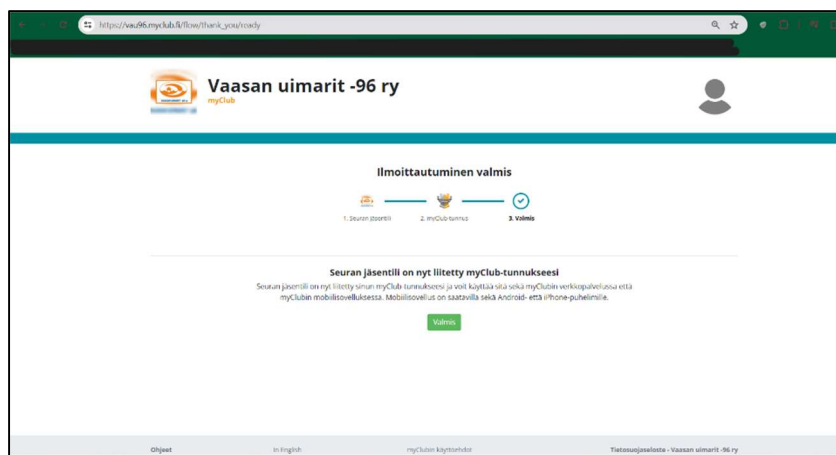 https://vau96.myclub.fi/flow/thank_you/ready
Vaasan uimarit -96 ry
myClub
Ilmoittautuminen valmis
1. Seuran jäsentili
2. myClub-tunnus
3. Valmis
Seuran jäsentili on nyt liitetty myClub-tunnukseesi
Seuran jäsentili on nyt liitetty sinun myClub tunnukseesi ja voit käyttää sitä sekä myClubin verkkopalvelussa että
myClubin mobiilisovelluksessa. Mobiilisovellus on saatavilla sekä Android- että iPhone-puhelimille.
Valmis
Ohjeet
In English
myClubin käyttöehdot
Tietosuojaseloste - Vaasan uimarit -96 ry